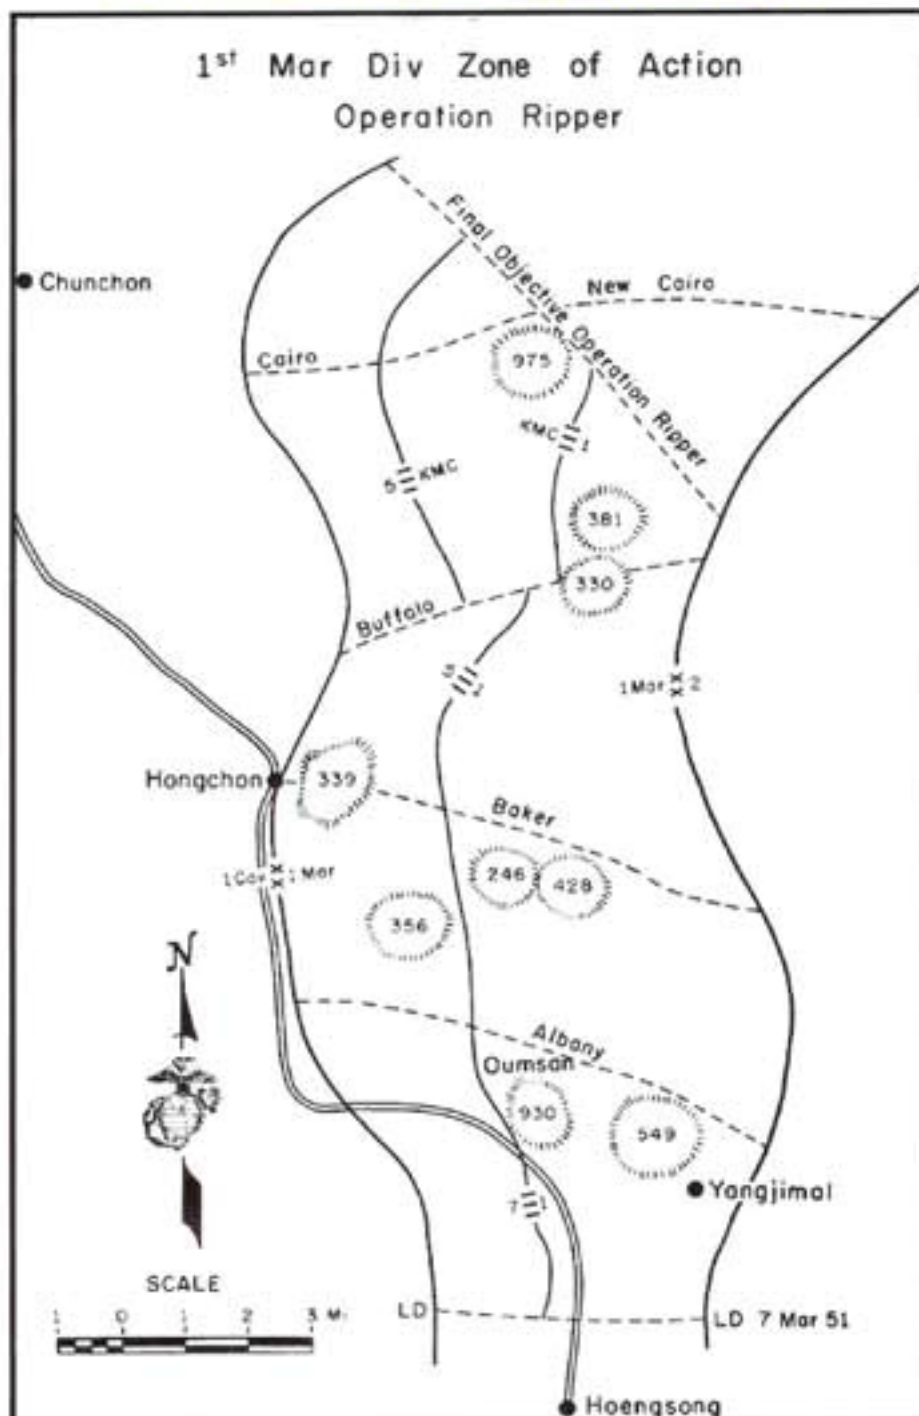 1st Mar Div Zone of Action
Operation Ripper
Final Objective Operation Ripper
Chunchon
New Cairo
Cairo
975
KMC 1
5 KMC
381
330
Buffalo
1 Mar XX 2
Hongchon
339
Baker
1 Cav XX 1 Mar
246
428
356
N
Albany
Oumsan
930
549
Yangjimal
7
SCALE
1 0 1 2 3 Mi
LD
LD 7 Mar 51
Hoengsong